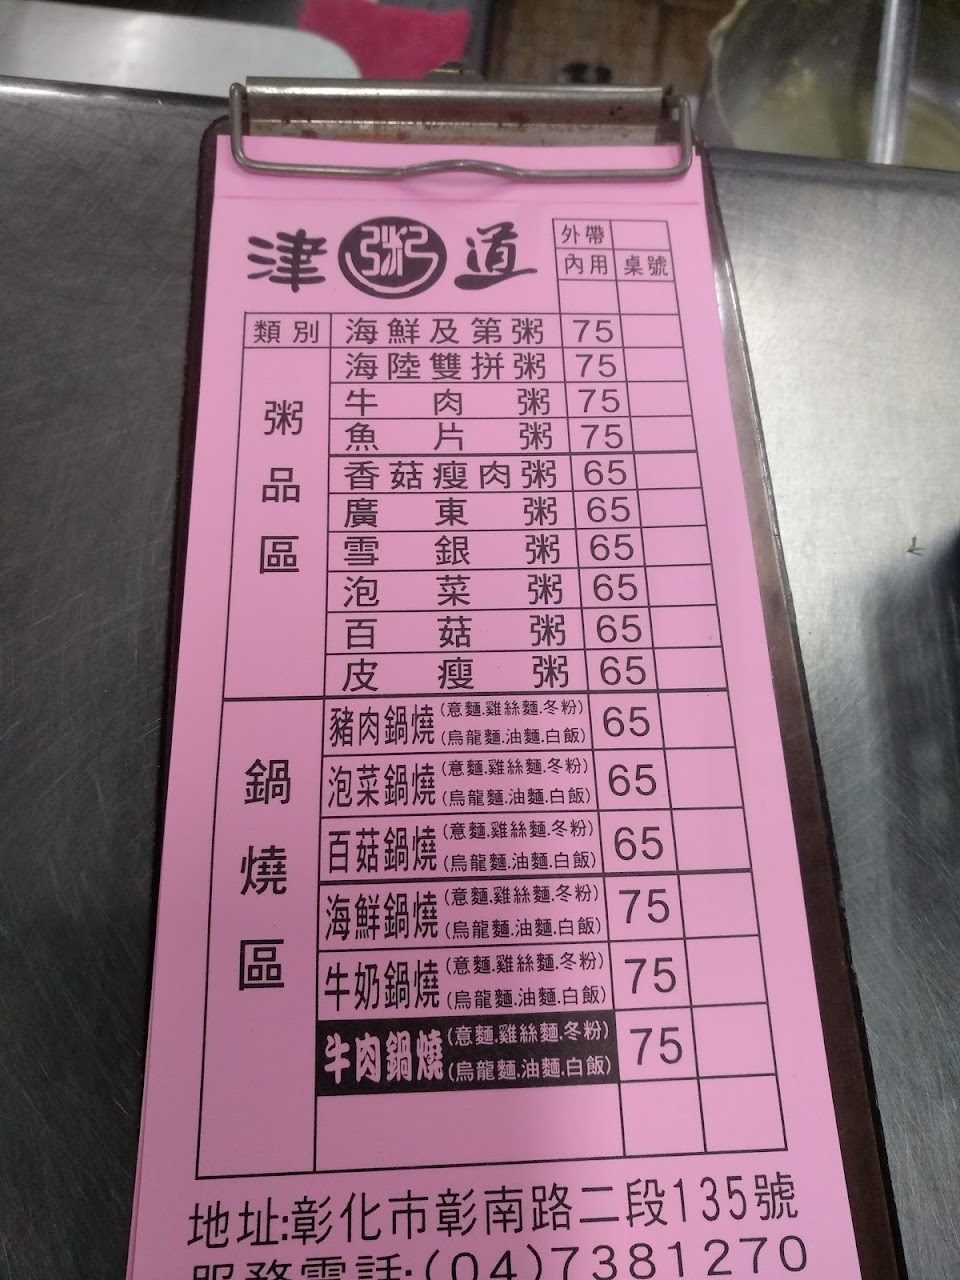 津粥道
外帶
內用 桌號
類別 海鮮及第粥 75
海陸雙拼粥 75
牛肉粥 75
魚片粥 75
粥品區
香菇瘦肉粥 65
廣東粥 65
雪銀粥 65
泡菜粥 65
百菇粥 65
皮瘦粥 65
鍋燒區
豬肉鍋燒 (意麵.雞絲麵.冬粉) 65
(烏龍麵.油麵.白飯)
泡菜鍋燒 (意麵.雞絲麵.冬粉) 65
(烏龍麵.油麵.白飯)
百菇鍋燒 (意麵.雞絲麵.冬粉) 65
(烏龍麵.油麵.白飯)
海鮮鍋燒 (意麵.雞絲麵.冬粉) 75
(烏龍麵.油麵.白飯)
牛奶鍋燒 (意麵.雞絲麵.冬粉) 75
(烏龍麵.油麵.白飯)
牛肉鍋燒 (意麵.雞絲麵.冬粉) 75
(烏龍麵.油麵.白飯)
地址:彰化市彰南路二段135號
服務電話:(04)7381270